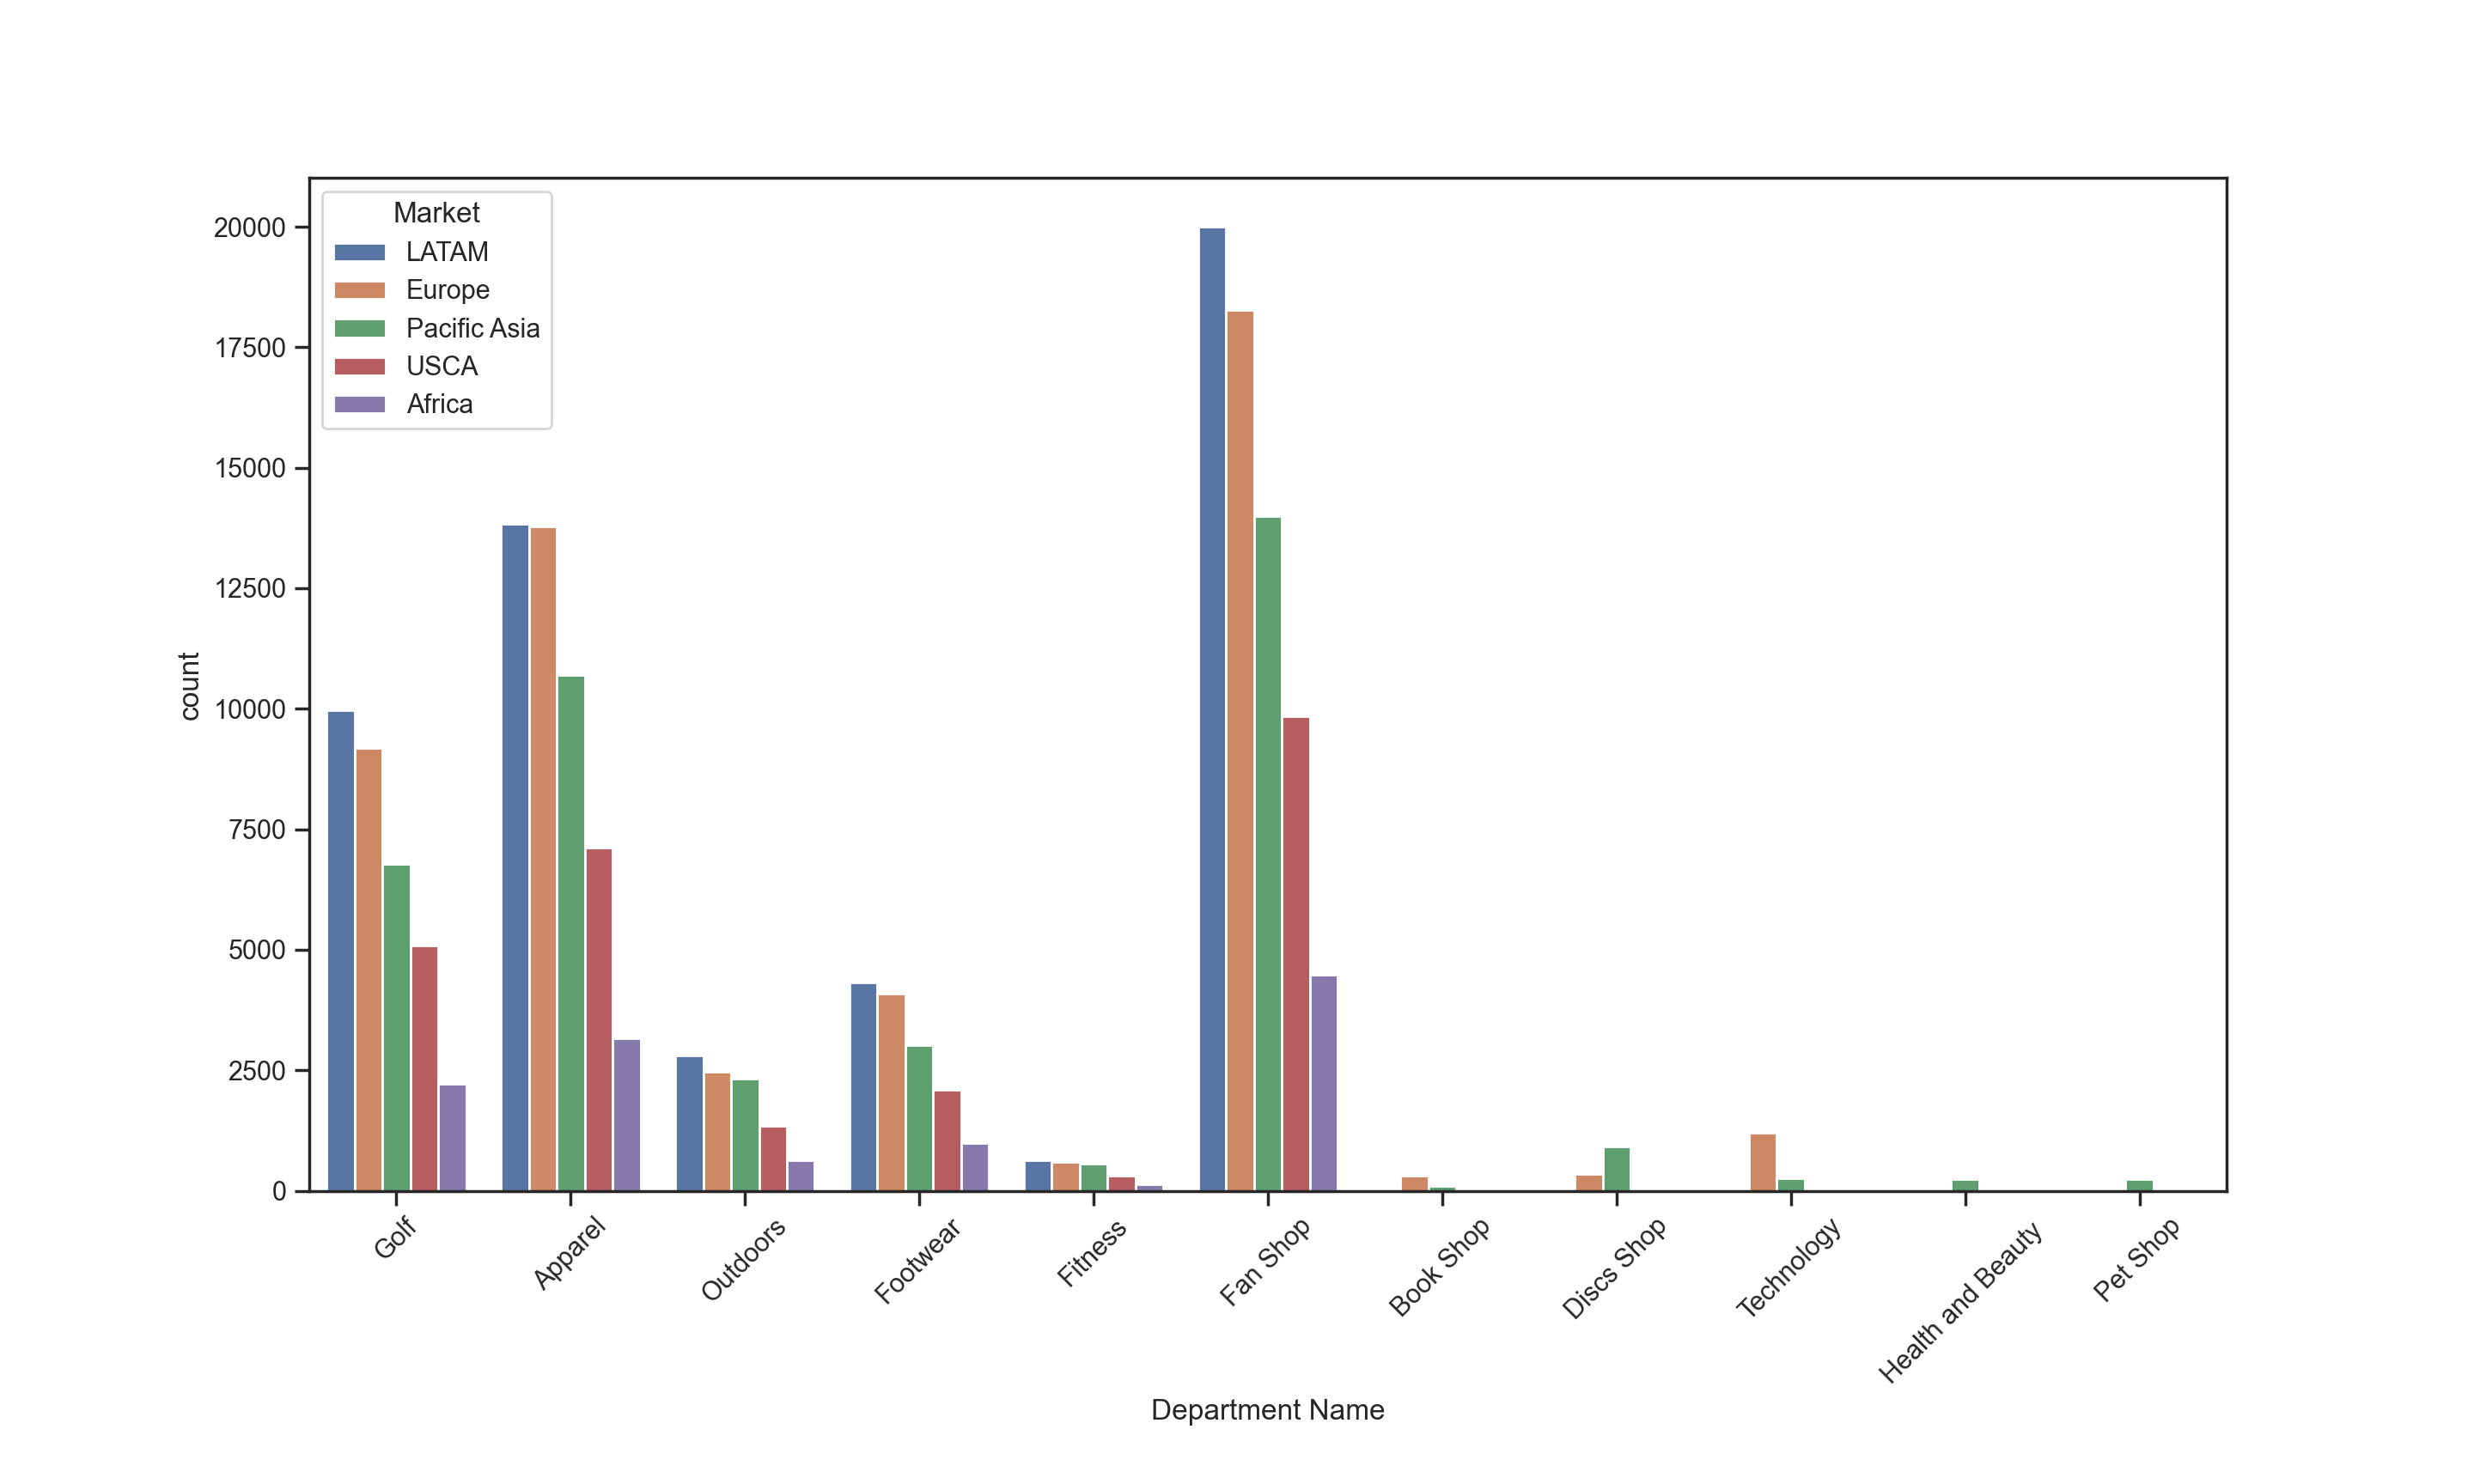 Market
LATAM
Europe
Pacific Asia
USCA
Africa
20000
17500
15000
12500
10000
7500
5000
2500
0
count
Golf
Apparel
Outdoors
Footwear
Fitness
Fan Shop
Book Shop
Discs Shop
Technology
Health and Beauty
Pet Shop
Department Name